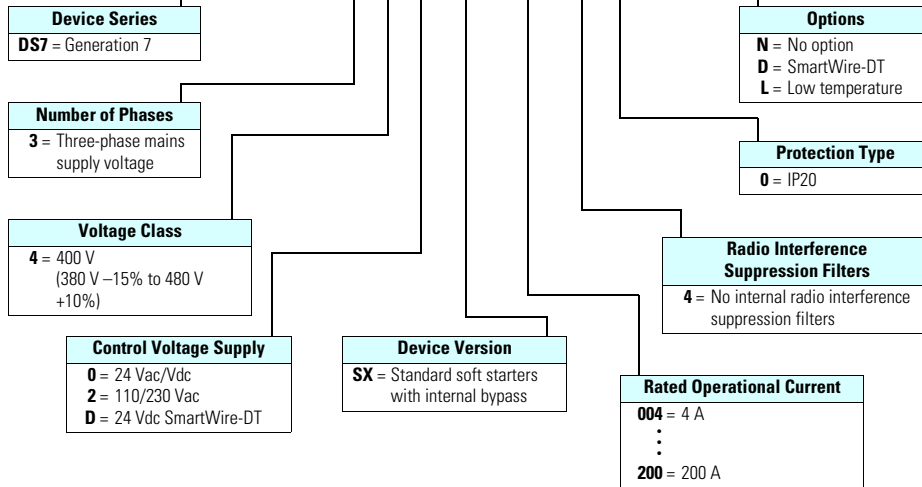 Device Series
DS7 = Generation 7
Number of Phases
3 = Three-phase mains
supply voltage
Voltage Class
4 = 400 V
(380 V –15% to 480 V
+10%)
Control Voltage Supply
0 = 24 Vac/Vdc
2 = 110/230 Vac
D = 24 Vdc SmartWire-DT
Device Version
SX = Standard soft starters
with internal bypass
Options
N = No option
D = SmartWire-DT
L = Low temperature
Protection Type
0 = IP20
Radio Interference
Suppression Filters
4 = No internal radio interference
suppression filters
Rated Operational Current
004 = 4 A
•
•
•
200 = 200 A